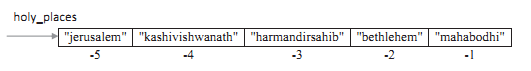 holy_places
"jerusalem" "kashivishwanath" "harmandirsahib" "bethlehem" "mahabodhi"
-5 -4 -3 -2 -1